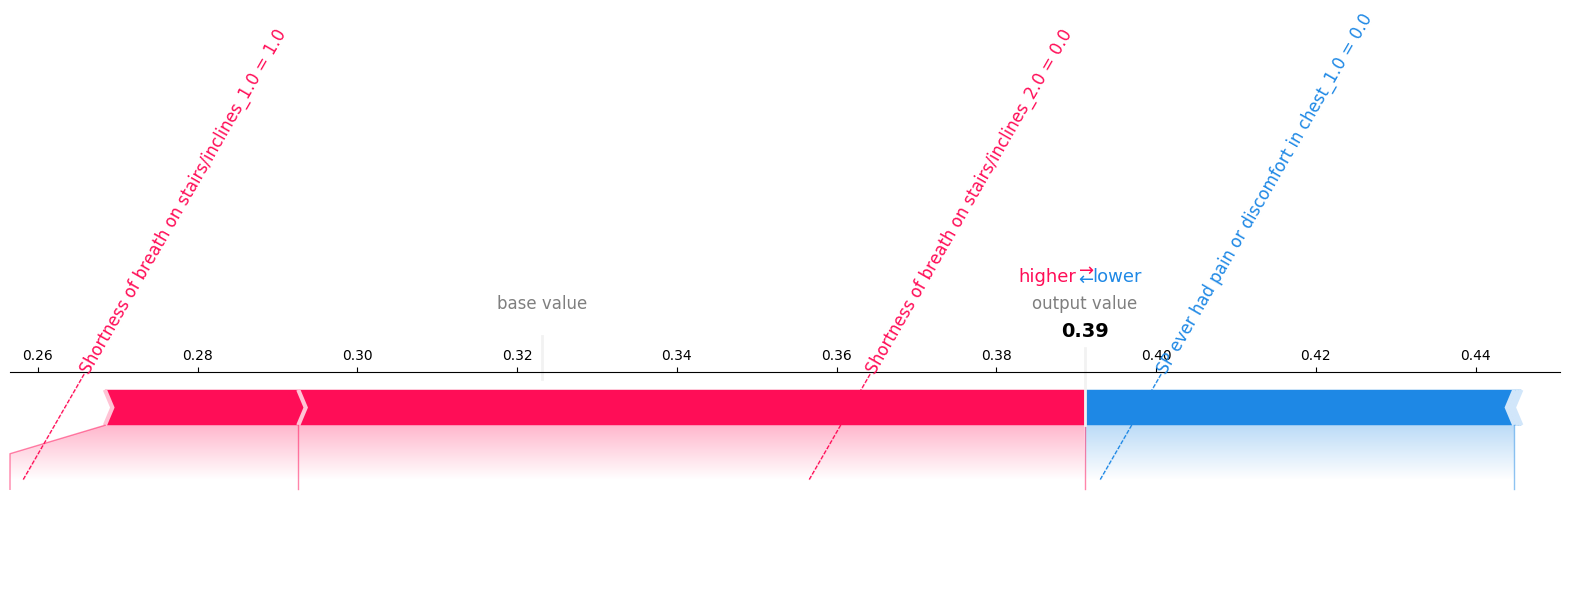 Shortness of breath on stairs/inclines_1.0 = 1.0
Shortness of breath on stairs/inclines_2.0 = 0.0
SP ever had pain or discomfort in chest_1.0 = 0.0
higher → ← lower
base value
output value
0.39
0.26 0.28 0.30 0.32 0.34 0.36 0.38 0.40 0.42 0.44